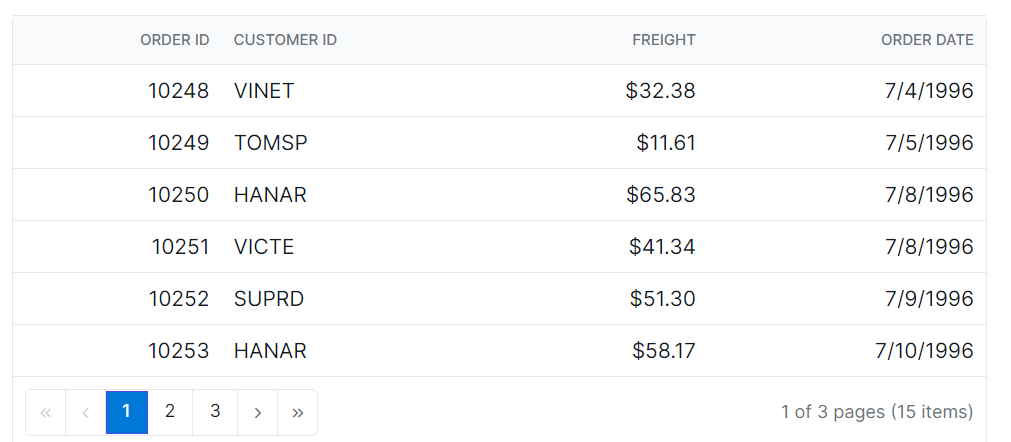 ORDER ID CUSTOMER ID FREIGHT ORDER DATE
10248 VINET $32.38 7/4/1996
10249 TOMSP $11.61 7/5/1996
10250 HANAR $65.83 7/8/1996
10251 VICTE $41.34 7/8/1996
10252 SUPRD $51.30 7/9/1996
10253 HANAR $58.17 7/10/1996
« ‹ 1 2 3 › » 1 of 3 pages (15 items)